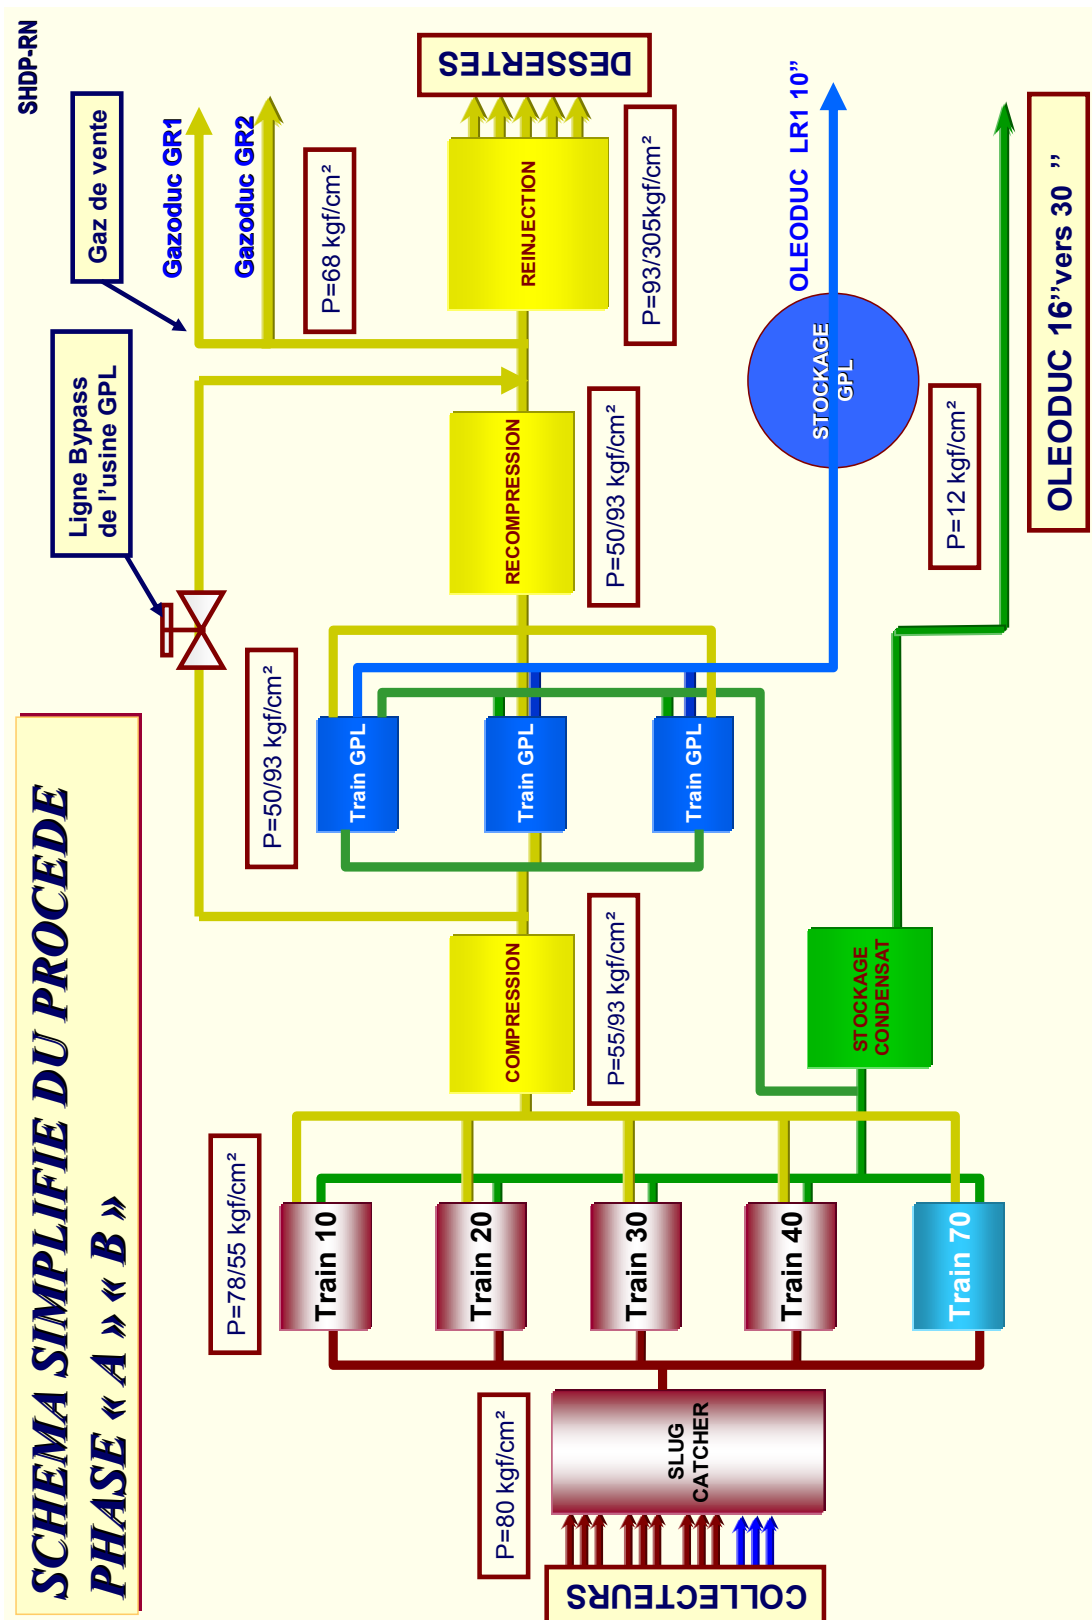 SHDP-RN
SCHEMA SIMPLIFIE DU PROCEDE
PHASE « A » « B »
Ligne Bypass
de l'usine GPL
Gaz de vente
Gazoduc GR1
Gazoduc GR2
P=68 kgf/cm²
DESSERTES
P=78/55 kgf/cm²
P=50/93 kgf/cm²
P=80 kgf/cm²
COLLECTEURS
SLUG
CATCHER
Train 10
Train 20
Train 30
Train 40
Train 70
COMPRESSION
P=55/93 kgf/cm²
Train GPL
Train GPL
Train GPL
RECOMPRESSION
P=50/93 kgf/cm²
REINJECTION
P=93/305kgf/cm²
STOCKAGE
GPL
OLEODUC LR1 10”
STOCKAGE
CONDENSAT
P=12 kgf/cm²
OLEODUC 16”vers 30 ”